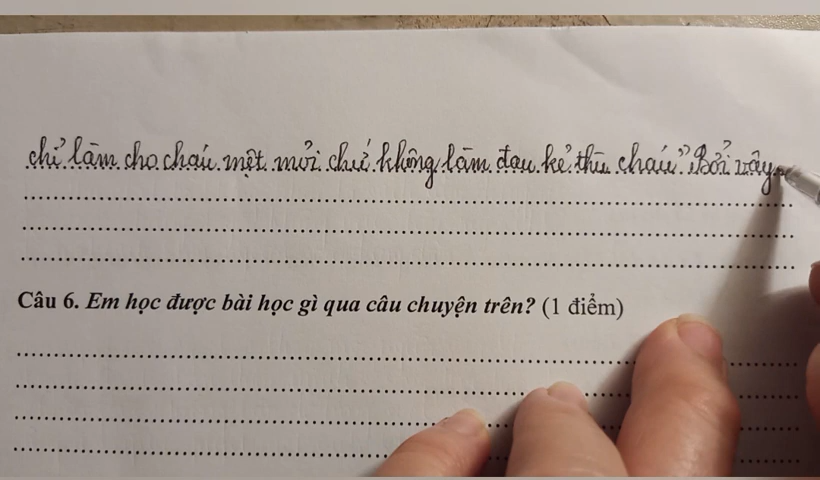 chỉ làm cho cháu mệt mỏi chứ không làm đau kẻ thù cháu" Bởi vậy
Câu 6. Em học được bài học gì qua câu chuyện trên? (1 điểm)